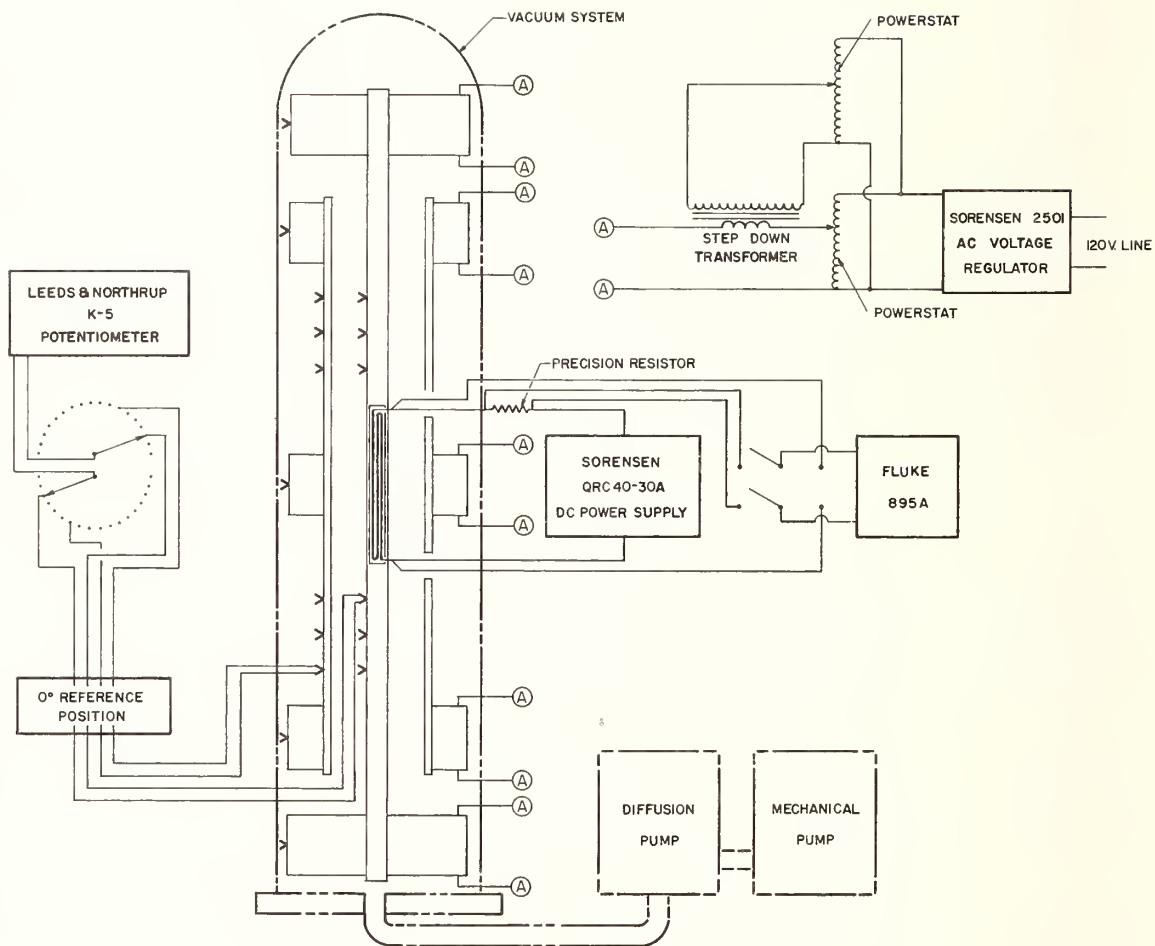 VACUUM SYSTEM
POWERSTAT
A
A
A
A
A
A
STEP DOWN
TRANSFORMER
SORENSEN 2501
AC VOLTAGE
REGULATOR
120V. LINE
POWERSTAT
LEEDS & NORTHRUP
K-5
POTENTIOMETER
PRECISION RESISTOR
A
A
SORENSEN
QRC 40-30A
DC POWER SUPPLY
FLUKE
895A
0° REFERENCE
POSITION
A
A
A
A
DIFFUSION
PUMP
MECHANICAL
PUMP